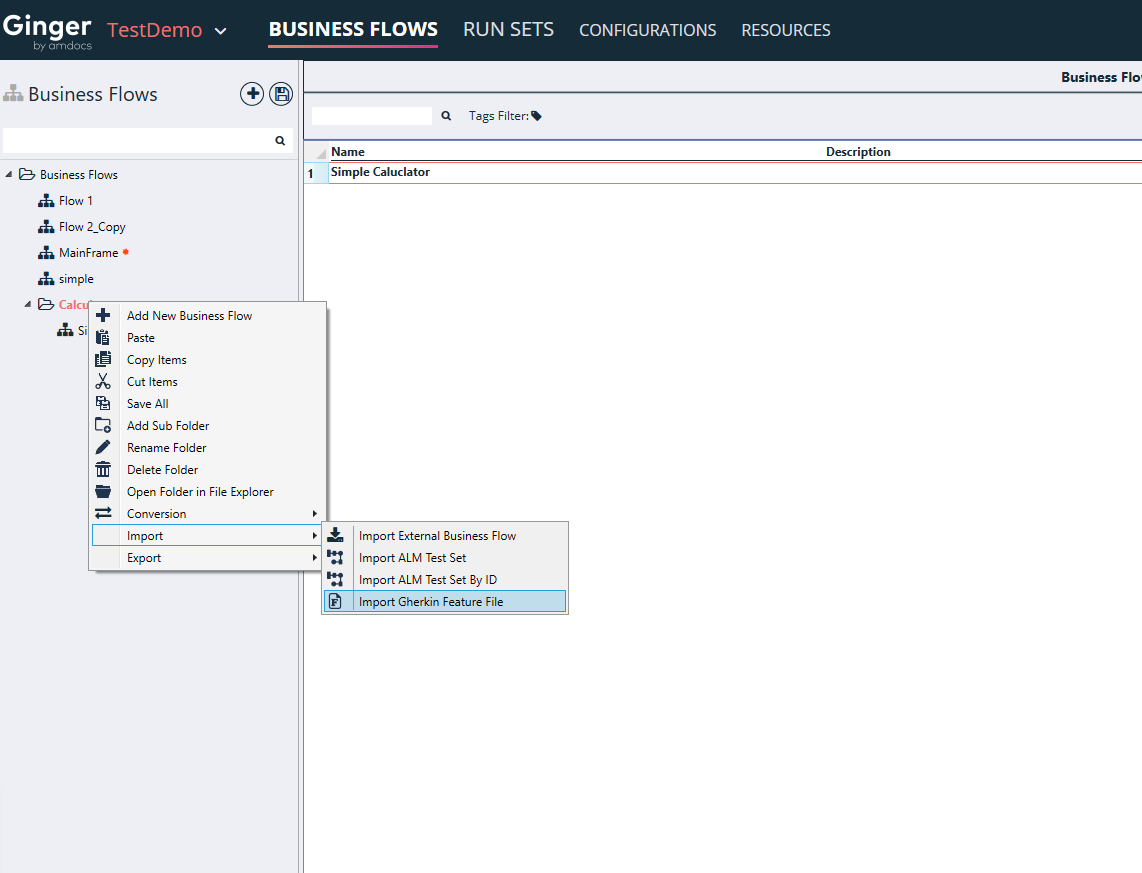 Ginger
by amdocs
TestDemo
BUSINESS FLOWS
RUN SETS
CONFIGURATIONS
RESOURCES
Business Flows
Business Flo
Tags Filter:
Name
Description
1
Simple Caluclator
Business Flows
Flow 1
Flow 2_Copy
MainFrame
simple
Calcu
Si
Add New Business Flow
Paste
Copy Items
Cut Items
Save All
Add Sub Folder
Rename Folder
Delete Folder
Open Folder in File Explorer
Conversion
Import
Export
Import External Business Flow
Import ALM Test Set
Import ALM Test Set By ID
Import Gherkin Feature File